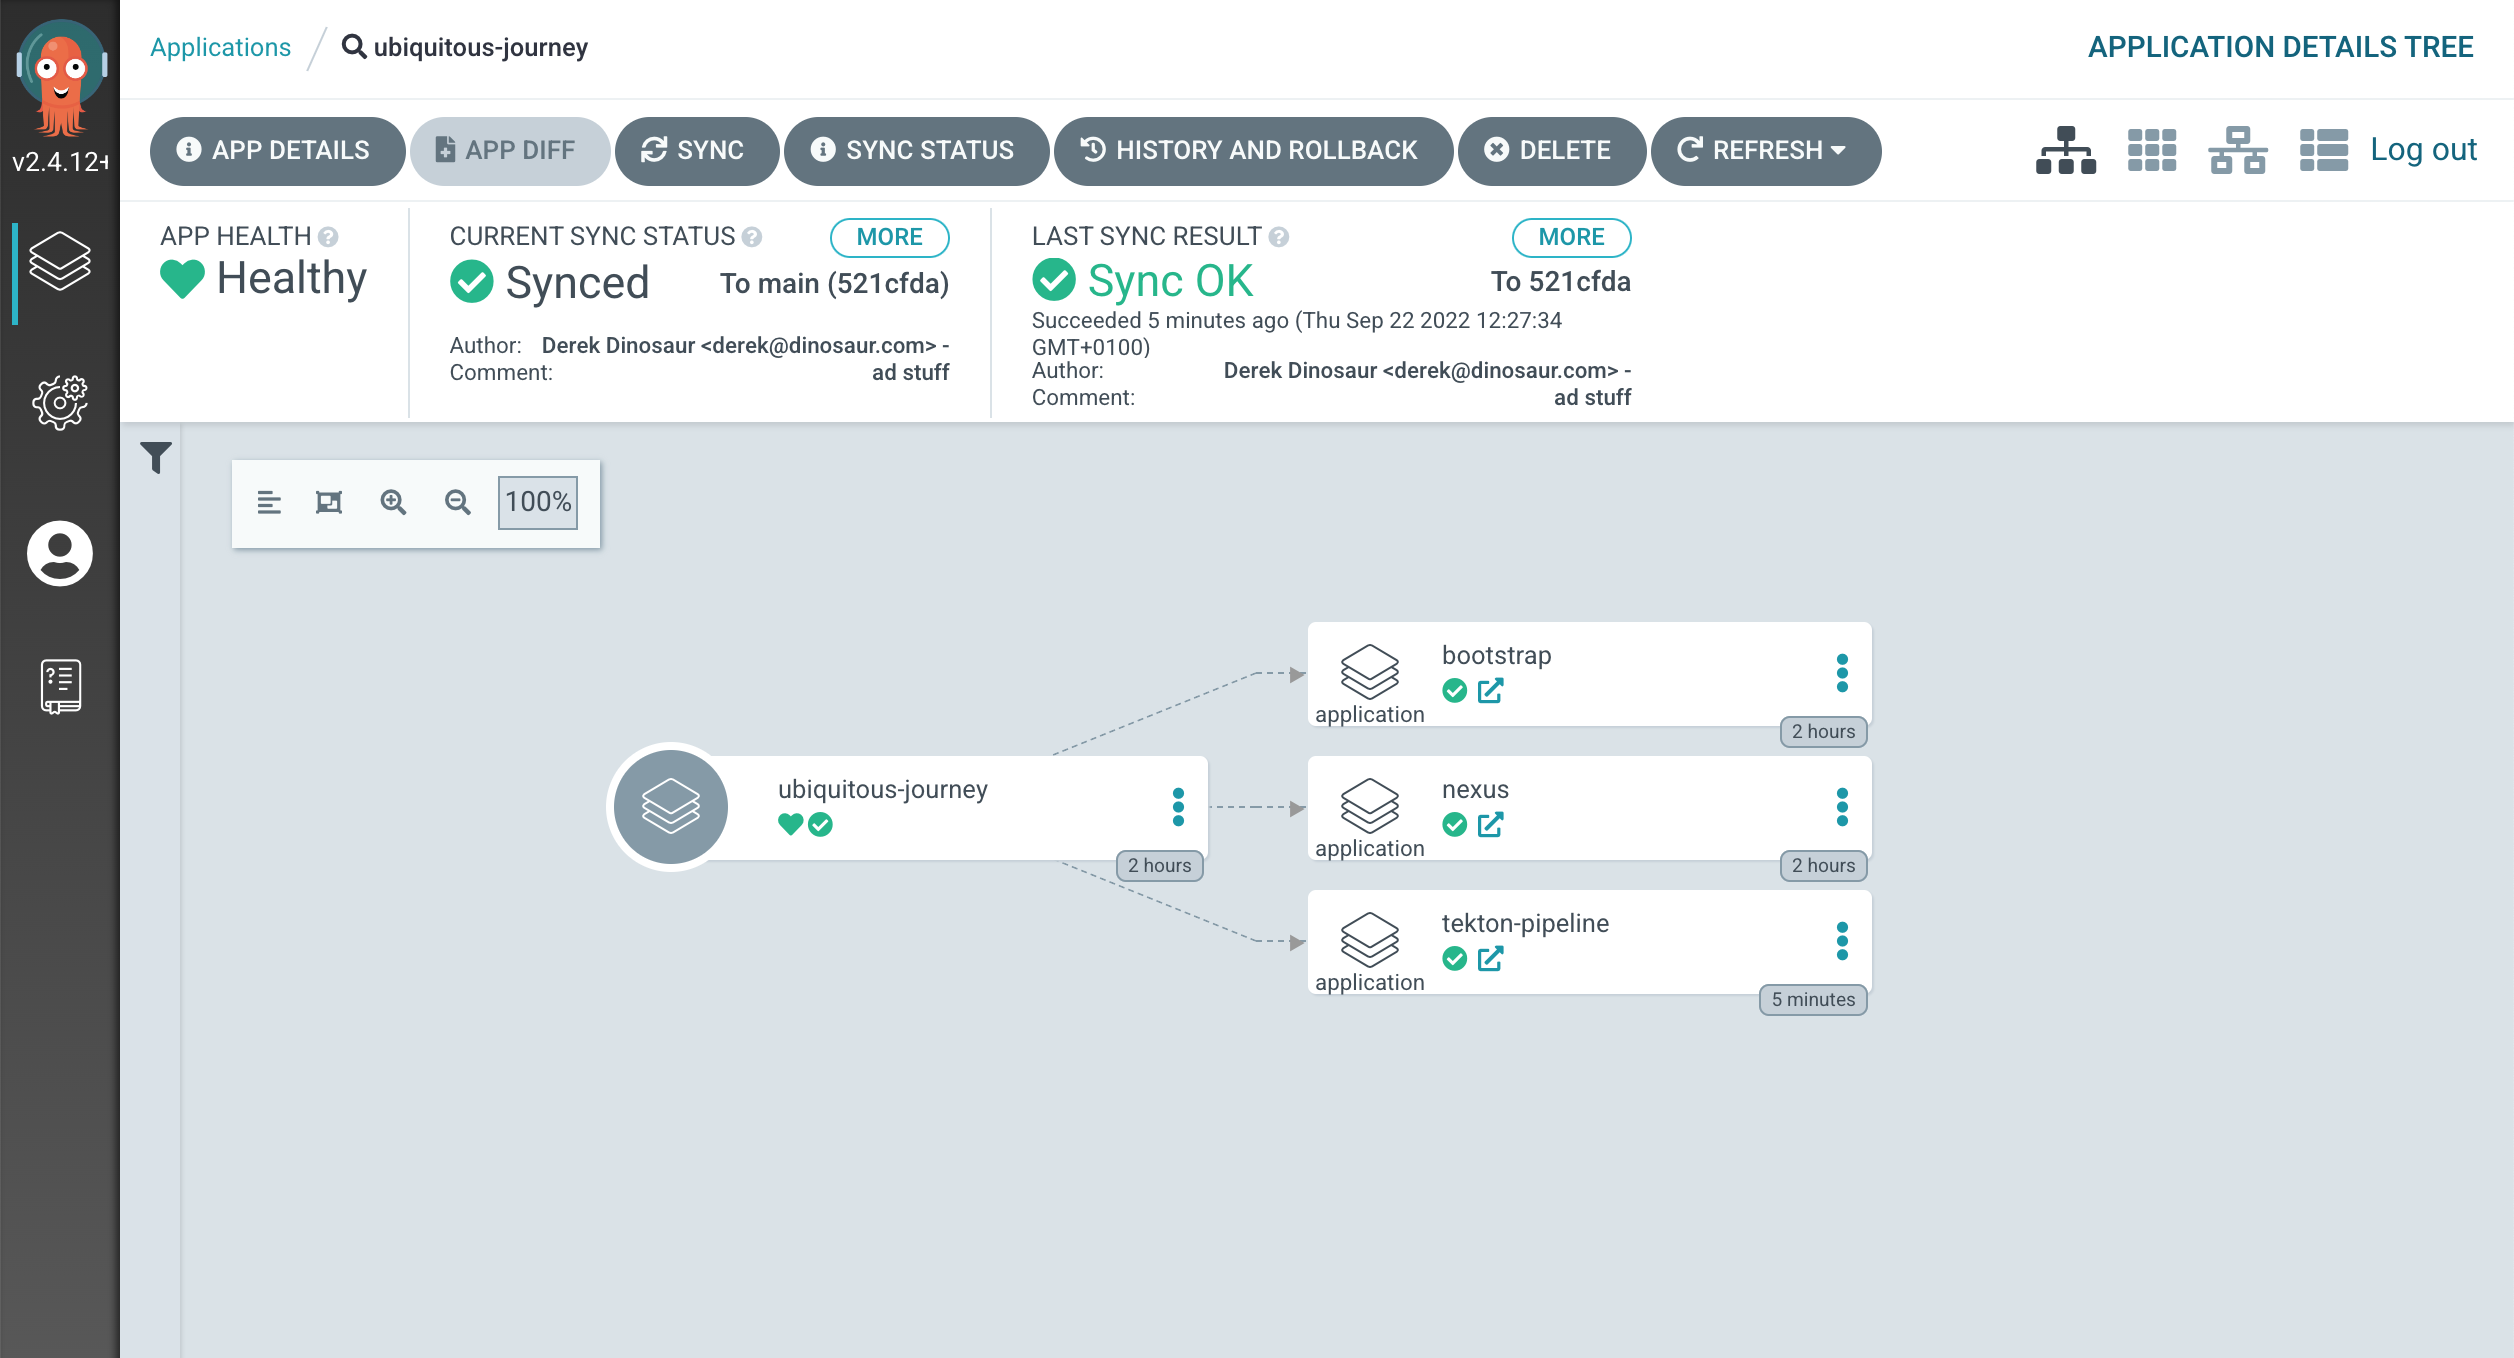 Applications / ubiquitous-journey
APPLICATION DETAILS TREE
v2.4.12+
APP DETAILS APP DIFF SYNC SYNC STATUS HISTORY AND ROLLBACK DELETE REFRESH Log out
APP HEALTH
Healthy
CURRENT SYNC STATUS MORE
Synced To main (521cfda)
Author: Derek Dinosaur <derek@dinosaur.com> -
Comment: ad stuff
LAST SYNC RESULT MORE
Sync OK To 521cfda
Succeeded 5 minutes ago (Thu Sep 22 2022 12:27:34
GMT+0100)
Author: Derek Dinosaur <derek@dinosaur.com> -
Comment: ad stuff
100%
ubiquitous-journey
2 hours
bootstrap
application
2 hours
nexus
application
2 hours
tekton-pipeline
application
5 minutes